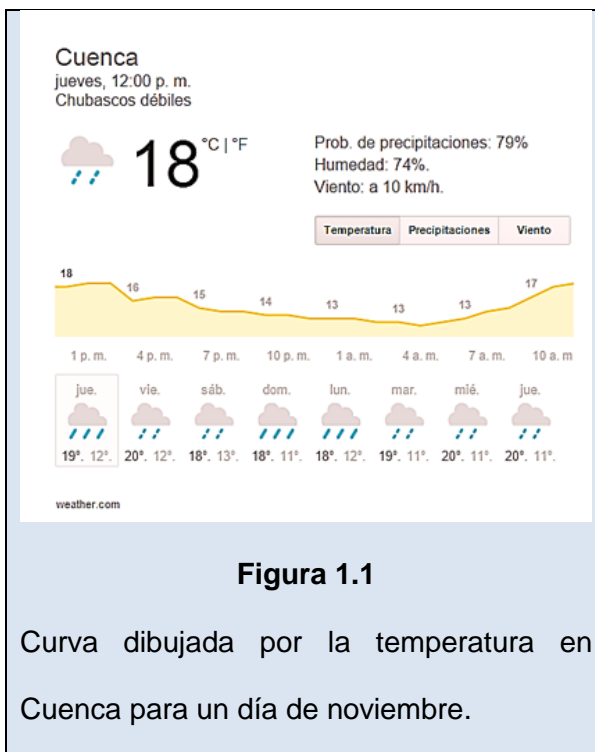 Cuenca
jueves, 12:00 p. m.
Chubascos débiles
18 °C | °F
Prob. de precipitaciones: 79%
Humedad: 74%.
Viento: a 10 km/h.
Temperatura Precipitaciones Viento
18 16 15 14 13 13 13 17
1 p. m. 4 p. m. 7 p. m. 10 p. m. 1 a. m. 4 a. m. 7 a. m. 10 a. m
jue. vie. sáb. dom. lun. mar. mié. jue.
19°. 12°. 20°. 12°. 18°. 13°. 18°. 11°. 18°. 12°. 19°. 11°. 20°. 11°. 20°. 11°.
weather.com
Figura 1.1
Curva dibujada por la temperatura en
Cuenca para un día de noviembre.